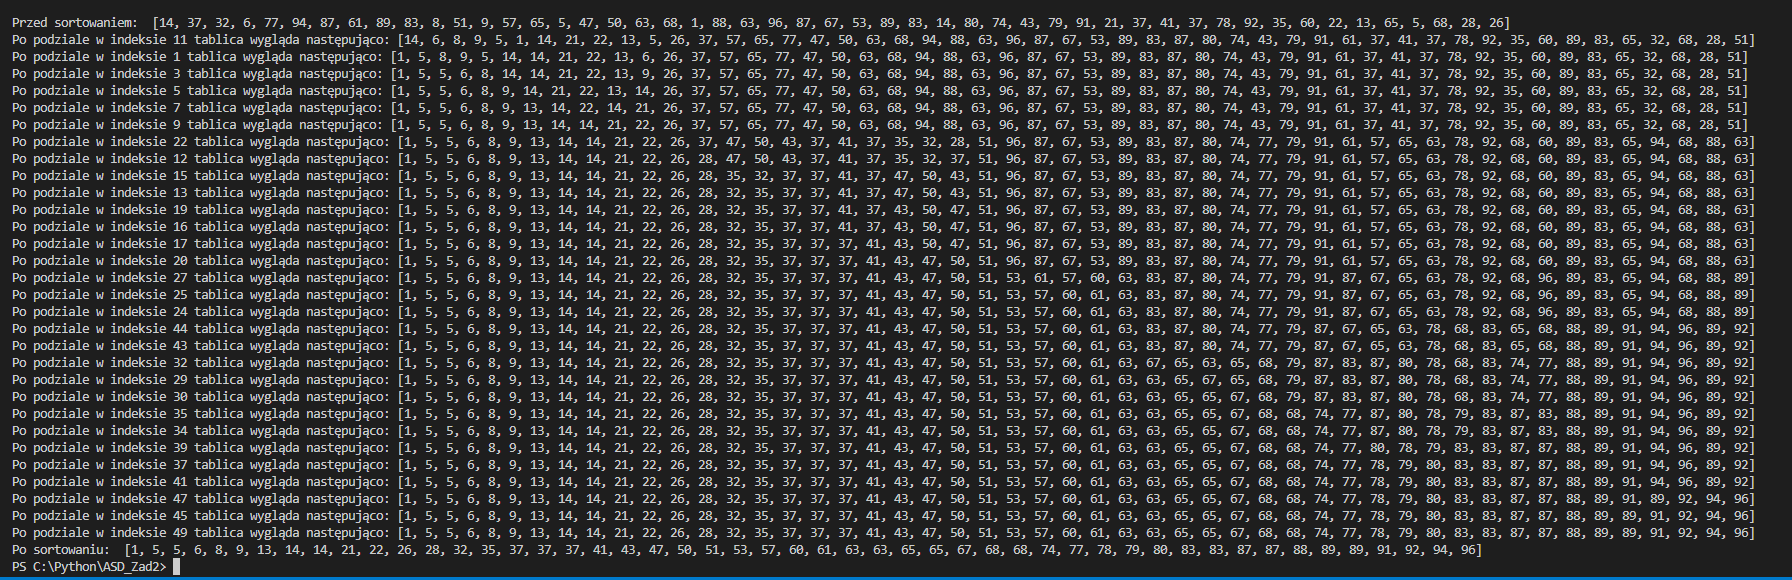 Przed sortowaniem:  [14, 37, 32, 6, 77, 94, 87, 61, 89, 83, 8, 51, 9, 57, 65, 5, 47, 50, 63, 68, 1, 88, 63, 96, 87, 67, 53, 89, 83, 14, 80, 74, 43, 79, 91, 21, 37, 41, 37, 78, 92, 35, 60, 22, 13, 65, 5, 68, 28, 26]
Po podziale w indeksie 11 tablica wygląda następująco: [14, 6, 8, 9, 5, 1, 14, 21, 22, 13, 5, 26, 37, 57, 65, 77, 47, 50, 63, 68, 94, 88, 63, 96, 87, 67, 53, 89, 83, 87, 80, 74, 43, 79, 91, 61, 37, 41, 37, 78, 92, 35, 60, 89, 83, 65, 32, 68, 28, 51]
Po podziale w indeksie 1 tablica wygląda następująco: [1, 5, 8, 9, 5, 14, 14, 21, 22, 13, 6, 26, 37, 57, 65, 77, 47, 50, 63, 68, 94, 88, 63, 96, 87, 67, 53, 89, 83, 87, 80, 74, 43, 79, 91, 61, 37, 41, 37, 78, 92, 35, 60, 89, 83, 65, 32, 68, 28, 51]
Po podziale w indeksie 3 tablica wygląda następująco: [1, 5, 5, 6, 8, 14, 14, 21, 22, 13, 9, 26, 37, 57, 65, 77, 47, 50, 63, 68, 94, 88, 63, 96, 87, 67, 53, 89, 83, 87, 80, 74, 43, 79, 91, 61, 37, 41, 37, 78, 92, 35, 60, 89, 83, 65, 32, 68, 28, 51]
Po podziale w indeksie 5 tablica wygląda następująco: [1, 5, 5, 6, 8, 9, 14, 21, 22, 13, 14, 26, 37, 57, 65, 77, 47, 50, 63, 68, 94, 88, 63, 96, 87, 67, 53, 89, 83, 87, 80, 74, 43, 79, 91, 61, 37, 41, 37, 78, 92, 35, 60, 89, 83, 65, 32, 68, 28, 51]
Po podziale w indeksie 7 tablica wygląda następująco: [1, 5, 5, 6, 8, 9, 13, 14, 22, 14, 21, 26, 37, 57, 65, 77, 47, 50, 63, 68, 94, 88, 63, 96, 87, 67, 53, 89, 83, 87, 80, 74, 43, 79, 91, 61, 37, 41, 37, 78, 92, 35, 60, 89, 83, 65, 32, 68, 28, 51]
Po podziale w indeksie 9 tablica wygląda następująco: [1, 5, 5, 6, 8, 9, 13, 14, 14, 21, 22, 26, 37, 57, 65, 77, 47, 50, 63, 68, 94, 88, 63, 96, 87, 67, 53, 89, 83, 87, 80, 74, 43, 79, 91, 61, 37, 41, 37, 78, 92, 35, 60, 89, 83, 65, 32, 68, 28, 51]
Po podziale w indeksie 22 tablica wygląda następująco: [1, 5, 5, 6, 8, 9, 13, 14, 14, 21, 22, 26, 37, 47, 50, 43, 37, 41, 37, 35, 32, 28, 51, 96, 87, 67, 53, 89, 83, 87, 80, 74, 77, 79, 91, 61, 57, 65, 63, 78, 92, 68, 60, 89, 83, 65, 94, 68, 88, 63]
Po podziale w indeksie 12 tablica wygląda następująco: [1, 5, 5, 6, 8, 9, 13, 14, 14, 21, 22, 26, 28, 47, 50, 43, 37, 41, 37, 35, 32, 37, 51, 96, 87, 67, 53, 89, 83, 87, 80, 74, 77, 79, 91, 61, 57, 65, 63, 78, 92, 68, 60, 89, 83, 65, 94, 68, 88, 63]
Po podziale w indeksie 15 tablica wygląda następująco: [1, 5, 5, 6, 8, 9, 13, 14, 14, 21, 22, 26, 28, 35, 32, 37, 37, 41, 37, 47, 50, 43, 51, 96, 87, 67, 53, 89, 83, 87, 80, 74, 77, 79, 91, 61, 57, 65, 63, 78, 92, 68, 60, 89, 83, 65, 94, 68, 88, 63]
Po podziale w indeksie 13 tablica wygląda następująco: [1, 5, 5, 6, 8, 9, 13, 14, 14, 21, 22, 26, 28, 32, 35, 37, 37, 41, 37, 47, 50, 43, 51, 96, 87, 67, 53, 89, 83, 87, 80, 74, 77, 79, 91, 61, 57, 65, 63, 78, 92, 68, 60, 89, 83, 65, 94, 68, 88, 63]
Po podziale w indeksie 19 tablica wygląda następująco: [1, 5, 5, 6, 8, 9, 13, 14, 14, 21, 22, 26, 28, 32, 35, 37, 37, 41, 37, 43, 50, 47, 51, 96, 87, 67, 53, 89, 83, 87, 80, 74, 77, 79, 91, 61, 57, 65, 63, 78, 92, 68, 60, 89, 83, 65, 94, 68, 88, 63]
Po podziale w indeksie 16 tablica wygląda następująco: [1, 5, 5, 6, 8, 9, 13, 14, 14, 21, 22, 26, 28, 32, 35, 37, 37, 41, 37, 43, 50, 47, 51, 96, 87, 67, 53, 89, 83, 87, 80, 74, 77, 79, 91, 61, 57, 65, 63, 78, 92, 68, 60, 89, 83, 65, 94, 68, 88, 63]
Po podziale w indeksie 17 tablica wygląda następująco: [1, 5, 5, 6, 8, 9, 13, 14, 14, 21, 22, 26, 28, 32, 35, 37, 37, 37, 41, 43, 50, 47, 51, 96, 87, 67, 53, 89, 83, 87, 80, 74, 77, 79, 91, 61, 57, 65, 63, 78, 92, 68, 60, 89, 83, 65, 94, 68, 88, 63]
Po podziale w indeksie 20 tablica wygląda następująco: [1, 5, 5, 6, 8, 9, 13, 14, 14, 21, 22, 26, 28, 32, 35, 37, 37, 37, 41, 43, 47, 50, 51, 96, 87, 67, 53, 89, 83, 87, 80, 74, 77, 79, 91, 61, 57, 65, 63, 78, 92, 68, 60, 89, 83, 65, 94, 68, 88, 63]
Po podziale w indeksie 27 tablica wygląda następująco: [1, 5, 5, 6, 8, 9, 13, 14, 14, 21, 22, 26, 28, 32, 35, 37, 37, 37, 41, 43, 47, 50, 51, 53, 61, 57, 60, 63, 83, 87, 80, 74, 77, 79, 91, 87, 67, 65, 63, 78, 92, 68, 96, 89, 83, 65, 94, 68, 88, 89]
Po podziale w indeksie 25 tablica wygląda następująco: [1, 5, 5, 6, 8, 9, 13, 14, 14, 21, 22, 26, 28, 32, 35, 37, 37, 37, 41, 43, 47, 50, 51, 53, 57, 60, 61, 63, 83, 87, 80, 74, 77, 79, 91, 87, 67, 65, 63, 78, 92, 68, 96, 89, 83, 65, 94, 68, 88, 89]
Po podziale w indeksie 24 tablica wygląda następująco: [1, 5, 5, 6, 8, 9, 13, 14, 14, 21, 22, 26, 28, 32, 35, 37, 37, 37, 41, 43, 47, 50, 51, 53, 57, 60, 61, 63, 83, 87, 80, 74, 77, 79, 91, 87, 67, 65, 63, 78, 92, 68, 96, 89, 83, 65, 94, 68, 88, 89]
Po podziale w indeksie 44 tablica wygląda następująco: [1, 5, 5, 6, 8, 9, 13, 14, 14, 21, 22, 26, 28, 32, 35, 37, 37, 37, 41, 43, 47, 50, 51, 53, 57, 60, 61, 63, 83, 87, 80, 74, 77, 79, 87, 67, 65, 63, 78, 68, 83, 65, 68, 88, 89, 91, 94, 96, 89, 92]
Po podziale w indeksie 43 tablica wygląda następująco: [1, 5, 5, 6, 8, 9, 13, 14, 14, 21, 22, 26, 28, 32, 35, 37, 37, 37, 41, 43, 47, 50, 51, 53, 57, 60, 61, 63, 83, 87, 80, 74, 77, 79, 87, 67, 65, 63, 78, 68, 83, 65, 68, 88, 89, 91, 94, 96, 89, 92]
Po podziale w indeksie 32 tablica wygląda następująco: [1, 5, 5, 6, 8, 9, 13, 14, 14, 21, 22, 26, 28, 32, 35, 37, 37, 37, 41, 43, 47, 50, 51, 53, 57, 60, 61, 63, 67, 65, 63, 65, 68, 79, 87, 83, 87, 80, 78, 68, 83, 74, 77, 88, 89, 91, 94, 96, 89, 92]
Po podziale w indeksie 29 tablica wygląda następująco: [1, 5, 5, 6, 8, 9, 13, 14, 14, 21, 22, 26, 28, 32, 35, 37, 37, 37, 41, 43, 47, 50, 51, 53, 57, 60, 61, 63, 63, 65, 67, 65, 68, 79, 87, 83, 87, 80, 78, 68, 83, 74, 77, 88, 89, 91, 94, 96, 89, 92]
Po podziale w indeksie 30 tablica wygląda następująco: [1, 5, 5, 6, 8, 9, 13, 14, 14, 21, 22, 26, 28, 32, 35, 37, 37, 37, 41, 43, 47, 50, 51, 53, 57, 60, 61, 63, 63, 65, 65, 67, 68, 79, 87, 83, 87, 80, 78, 68, 83, 74, 77, 88, 89, 91, 94, 96, 89, 92]
Po podziale w indeksie 35 tablica wygląda następująco: [1, 5, 5, 6, 8, 9, 13, 14, 14, 21, 22, 26, 28, 32, 35, 37, 37, 37, 41, 43, 47, 50, 51, 53, 57, 60, 61, 63, 63, 65, 65, 67, 68, 68, 74, 77, 87, 80, 78, 79, 83, 87, 83, 88, 89, 91, 94, 96, 89, 92]
Po podziale w indeksie 34 tablica wygląda następująco: [1, 5, 5, 6, 8, 9, 13, 14, 14, 21, 22, 26, 28, 32, 35, 37, 37, 37, 41, 43, 47, 50, 51, 53, 57, 60, 61, 63, 63, 65, 65, 67, 68, 68, 74, 77, 87, 80, 78, 79, 83, 87, 83, 88, 89, 91, 94, 96, 89, 92]
Po podziale w indeksie 39 tablica wygląda następująco: [1, 5, 5, 6, 8, 9, 13, 14, 14, 21, 22, 26, 28, 32, 35, 37, 37, 37, 41, 43, 47, 50, 51, 53, 57, 60, 61, 63, 63, 65, 65, 67, 68, 68, 74, 77, 80, 78, 79, 83, 83, 87, 87, 88, 89, 91, 94, 96, 89, 92]
Po podziale w indeksie 37 tablica wygląda następująco: [1, 5, 5, 6, 8, 9, 13, 14, 14, 21, 22, 26, 28, 32, 35, 37, 37, 37, 41, 43, 47, 50, 51, 53, 57, 60, 61, 63, 63, 65, 65, 67, 68, 68, 74, 77, 78, 79, 80, 83, 83, 87, 87, 88, 89, 91, 94, 96, 89, 92]
Po podziale w indeksie 41 tablica wygląda następująco: [1, 5, 5, 6, 8, 9, 13, 14, 14, 21, 22, 26, 28, 32, 35, 37, 37, 37, 41, 43, 47, 50, 51, 53, 57, 60, 61, 63, 63, 65, 65, 67, 68, 68, 74, 77, 78, 79, 80, 83, 83, 87, 87, 88, 89, 91, 94, 96, 89, 92]
Po podziale w indeksie 47 tablica wygląda następująco: [1, 5, 5, 6, 8, 9, 13, 14, 14, 21, 22, 26, 28, 32, 35, 37, 37, 37, 41, 43, 47, 50, 51, 53, 57, 60, 61, 63, 63, 65, 65, 67, 68, 68, 74, 77, 78, 79, 80, 83, 83, 87, 87, 88, 89, 91, 89, 92, 94, 96]
Po podziale w indeksie 45 tablica wygląda następująco: [1, 5, 5, 6, 8, 9, 13, 14, 14, 21, 22, 26, 28, 32, 35, 37, 37, 37, 41, 43, 47, 50, 51, 53, 57, 60, 61, 63, 63, 65, 65, 67, 68, 68, 74, 77, 78, 79, 80, 83, 83, 87, 87, 88, 89, 89, 91, 92, 94, 96]
Po podziale w indeksie 49 tablica wygląda następująco: [1, 5, 5, 6, 8, 9, 13, 14, 14, 21, 22, 26, 28, 32, 35, 37, 37, 37, 41, 43, 47, 50, 51, 53, 57, 60, 61, 63, 63, 65, 65, 67, 68, 68, 74, 77, 78, 79, 80, 83, 83, 87, 87, 88, 89, 89, 91, 92, 94, 96]
Po sortowaniu:  [1, 5, 5, 6, 8, 9, 13, 14, 14, 21, 22, 26, 28, 32, 35, 37, 37, 37, 41, 43, 47, 50, 51, 53, 57, 60, 61, 63, 63, 65, 65, 67, 68, 68, 74, 77, 78, 79, 80, 83, 83, 87, 87, 88, 89, 89, 91, 92, 94, 96]
PS C:\Python\ASD_Zad2>